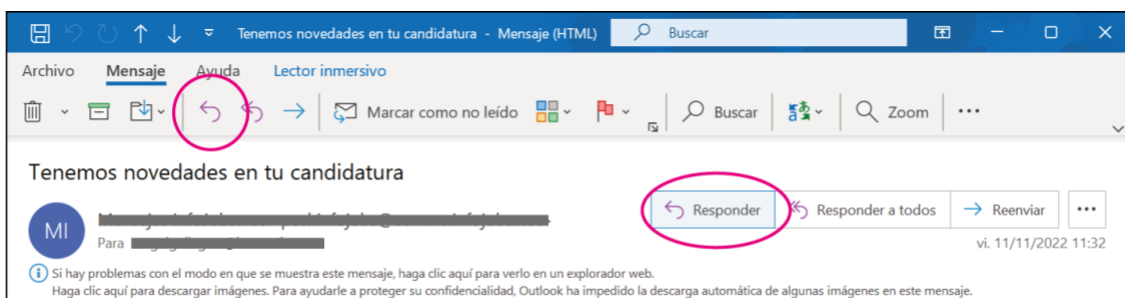 Tenemos novedades en tu candidatura - Mensaje (HTML) Buscar
Archivo Mensaje Ayuda Lector inmersivo
Marcar como no leído Buscar Zoom
Tenemos novedades en tu candidatura
Responder Responder a todos Reenviar
MI
Para
vi. 11/11/2022 11:32
Si hay problemas con el modo en que se muestra este mensaje, haga clic aquí para verlo en un explorador web.
Haga clic aquí para descargar imágenes. Para ayudarle a proteger su confidencialidad, Outlook ha impedido la descarga automática de algunas imágenes en este mensaje.